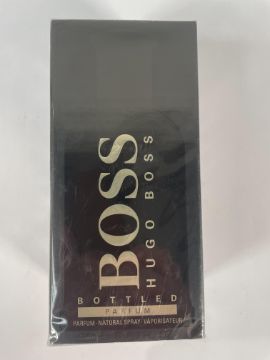 BOSS
HUGO BOSS
BOTTLED
PARFUM
PARFUM · NATURAL SPRAY · VAPORISATEUR